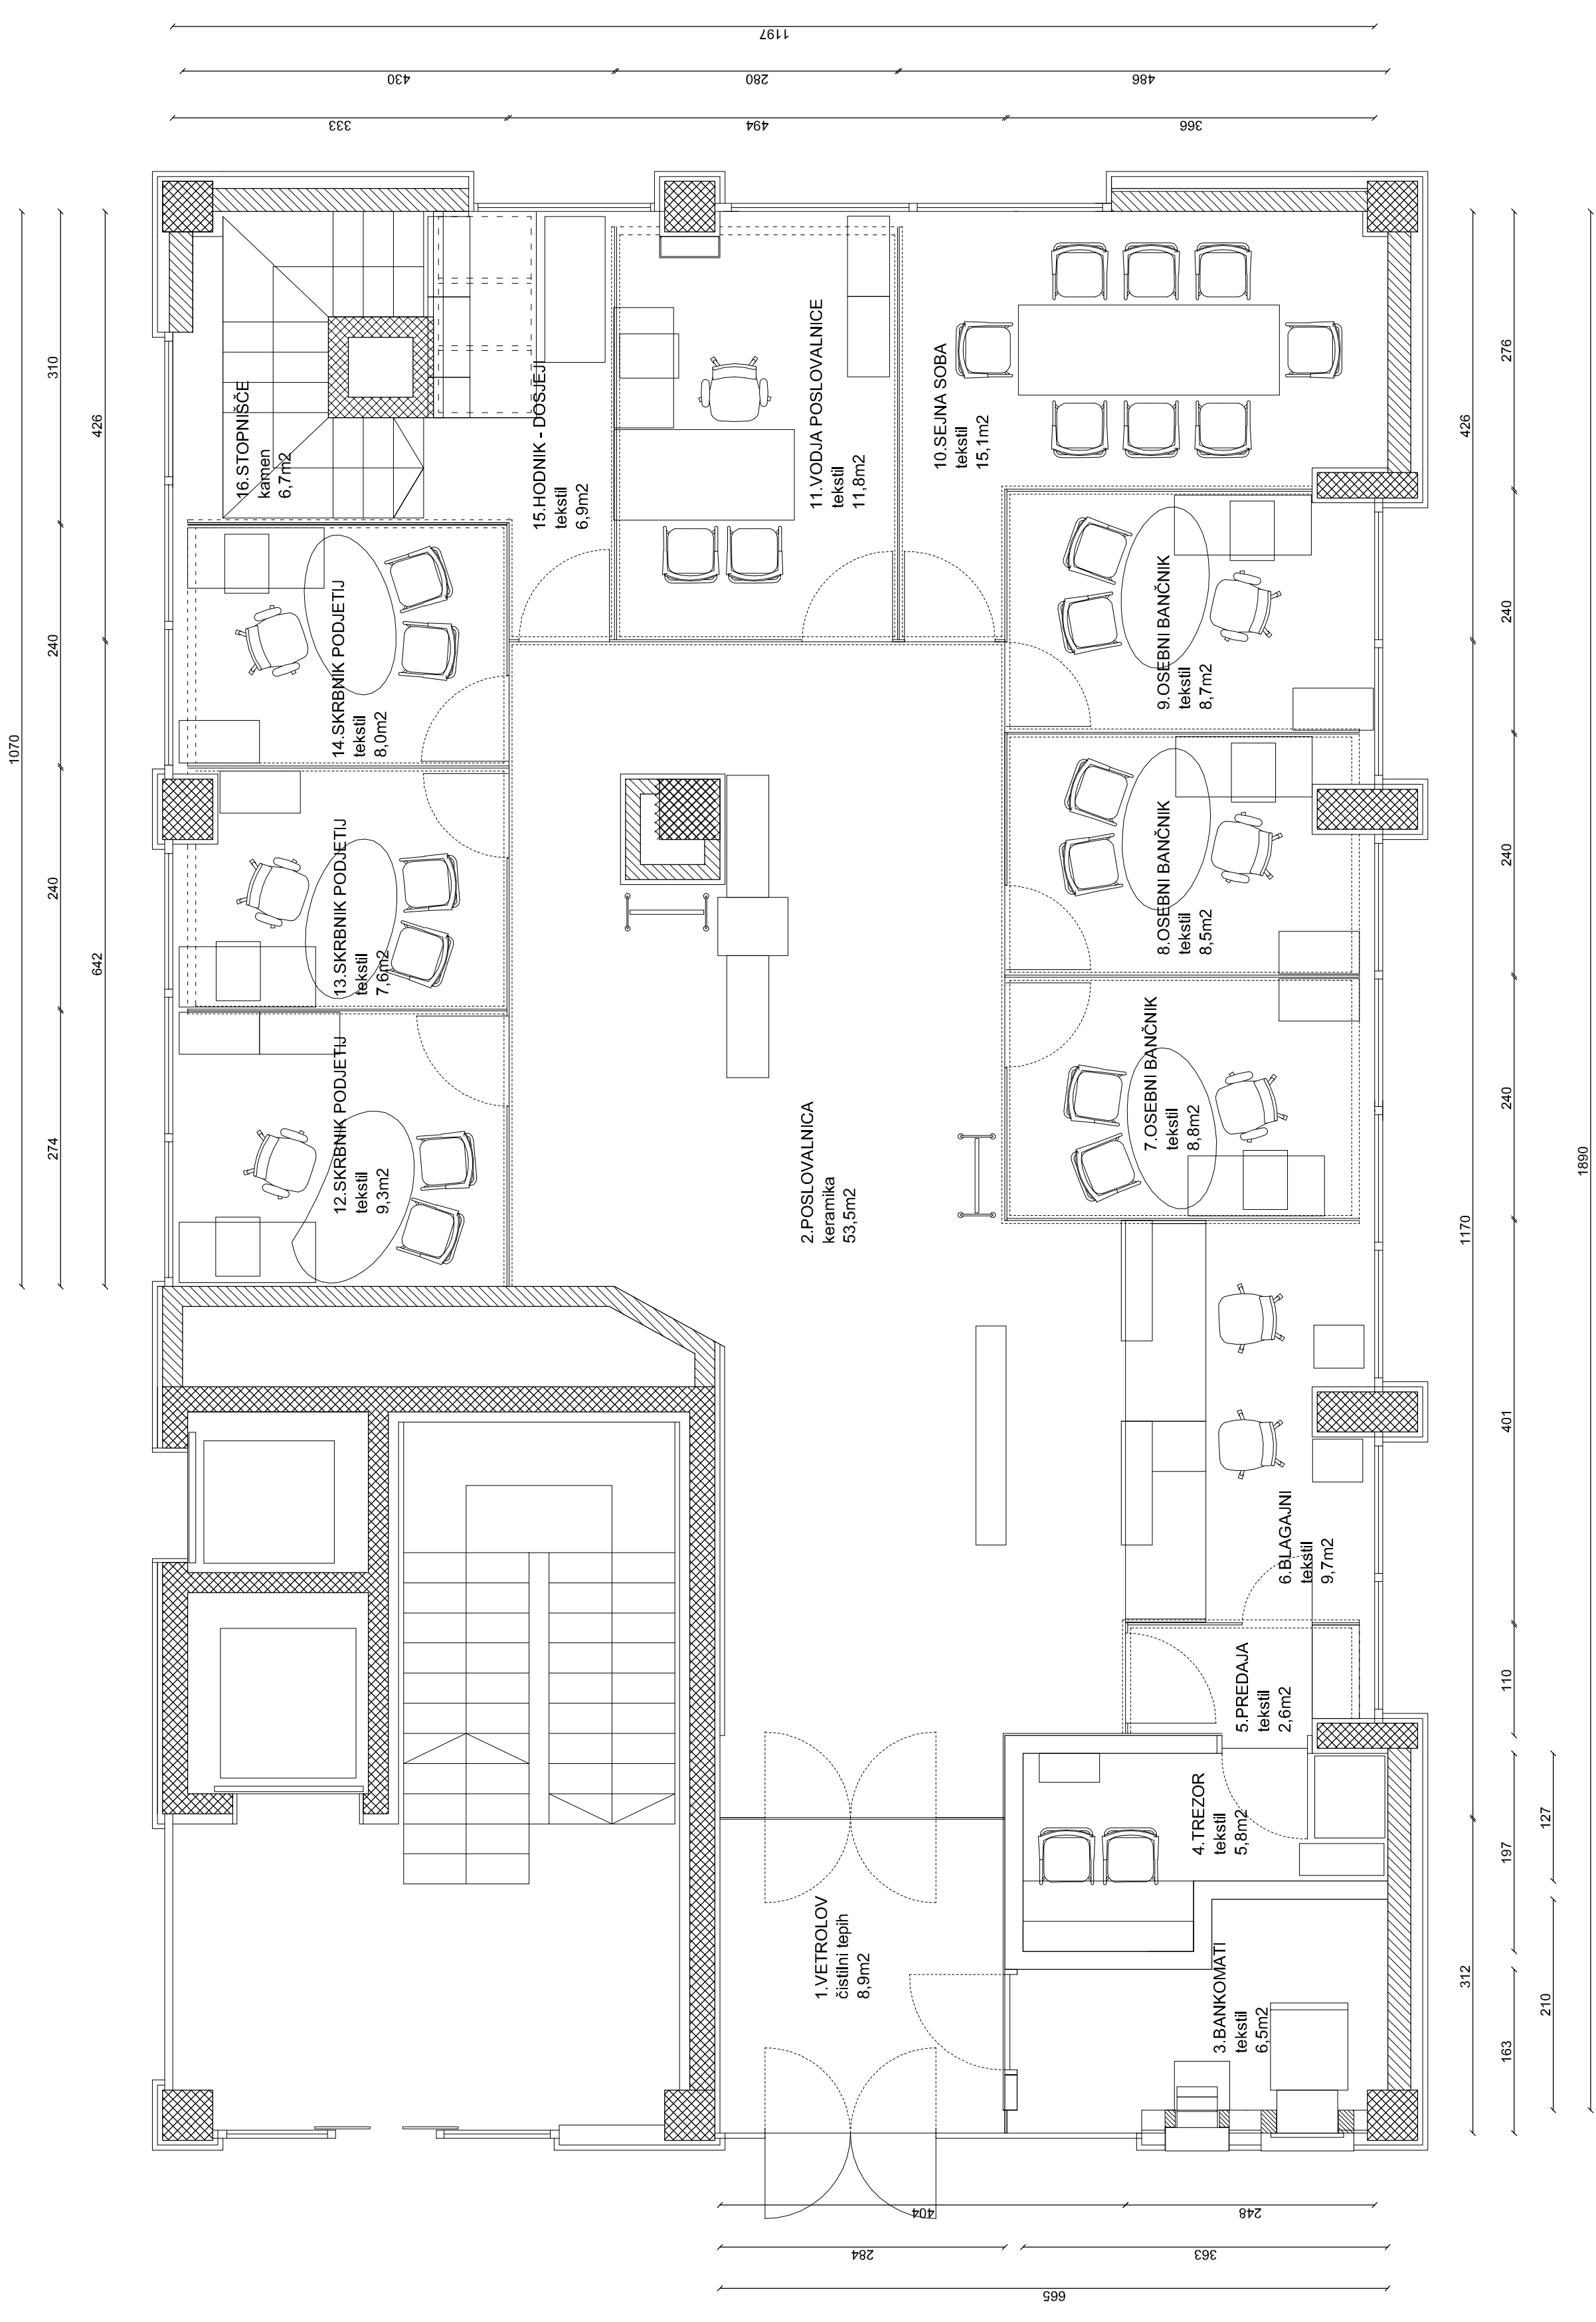 1197
430
280
486
333
494
366
16.STOPNIŠČE
kamen
6,7m2
15.HODNIK - DOSJEJI
tekstil
6,9m2
11.VODJA POSLOVALNICE
tekstil
11,8m2
10.SEJNA SOBA
tekstil
15,1m2
14.SKRBNIK PODJETIJ
tekstil
8,0m2
13.SKRBNIK PODJETIJ
tekstil
7,6m2
12.SKRBNIK PODJETIJ
tekstil
9,3m2
9.OSEBNI BANČNIK
tekstil
8,7m2
8.OSEBNI BANČNIK
tekstil
8,5m2
7.OSEBNI BANČNIK
tekstil
8,8m2
2.POSLOVALNICA
keramika
53,5m2
6.BLAGAJNI
tekstil
9,7m2
5.PREDAJA
tekstil
2,6m2
4.TREZOR
tekstil
5,8m2
1.VETROLOV
čistilni tepih
8,9m2
3.BANKOMATI
tekstil
6,5m2
1070
310
240
240
274
426
642
426
1170
312
276
240
240
240
401
110
197
163
127
210
1890
404
248
284
363
665